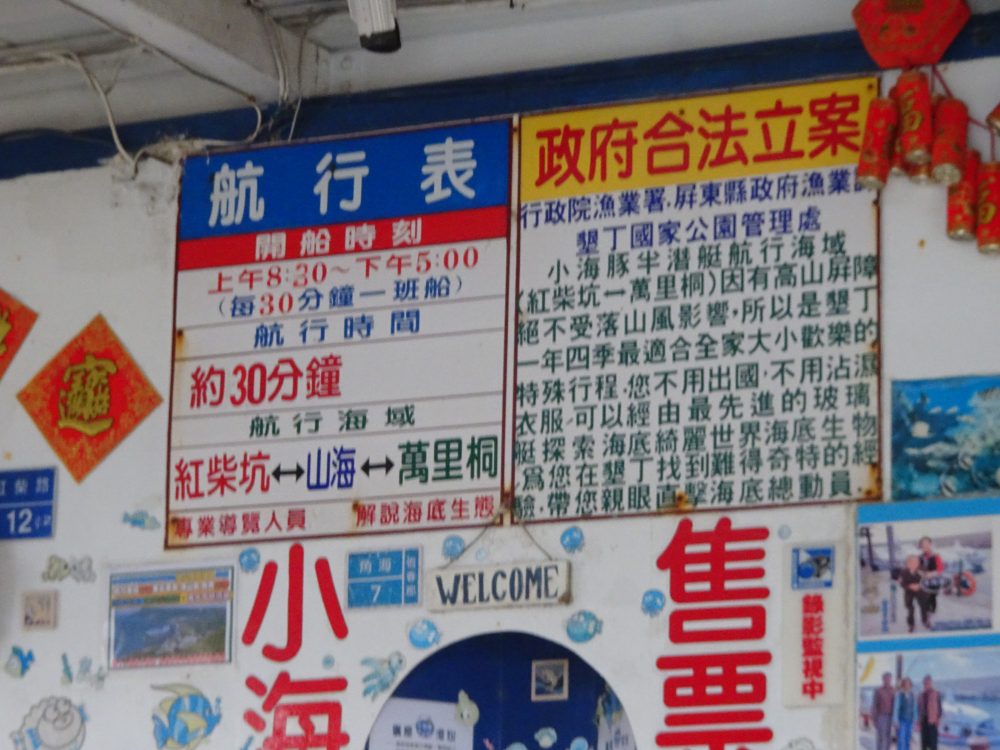 航行表
開船時刻
上午8:30～下午5:00
(每30分鐘一班船)
航行時間
約30分鐘
航行海域
紅柴坑↔山海↔萬里桐
專業導覽人員 解說海底生態
政府合法立案
行政院漁業署.屏東縣政府漁業
墾丁國家公園管理處
小海豚半潛艇航行海域
(紅柴坑一萬里桐)因有高山屏障
絕不受落山風影響,所以是墾丁
一年四季最適合全家大小歡樂的
特殊行程.您不用出國,不用沾濕
衣服,可以經由最先進的玻璃
艇探索海底綺麗世界海底生物
為您在墾丁找到難得奇特的經
驗,帶您親眼直擊海底總動員
12
7
WELCOME
小海
售票
錄影監視中